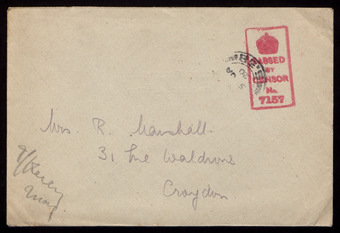 PASSED
BY
CENSOR
No.
7157
Mrs. R. Marshall.
31 The Waldrons
Croydon